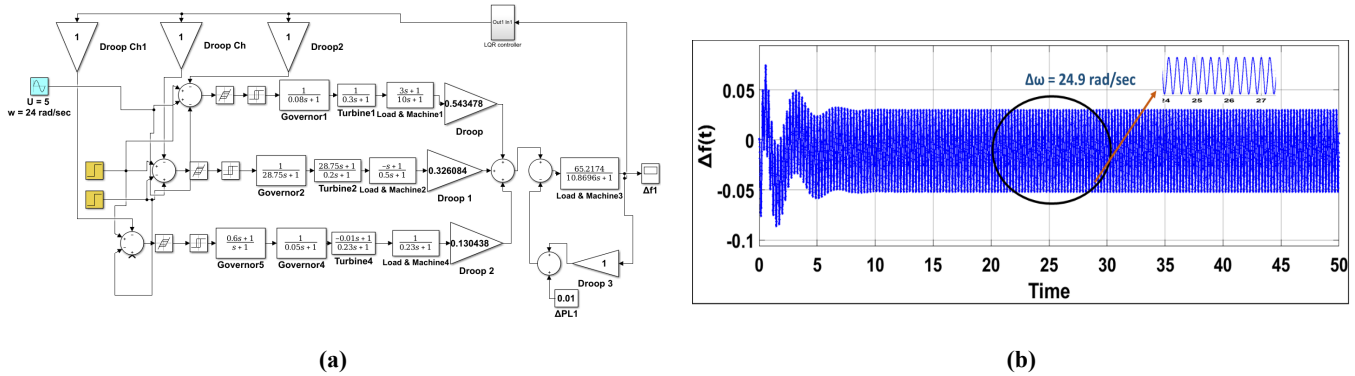 1
Droop Ch1
1
Droop Ch
1
Droop2
Out1 In1
LQR controller
U = 5
w = 24 rad/sec
1
0.08s + 1
Governor1
1
0.3s + 1
Turbine1
3s + 1
10s + 1
Load & Machine1
0.543478
Droop
1
28.75s + 1
Governor2
28.75s + 1
0.2s + 1
Turbine2
-s + 1
0.5s + 1
Load & Machine2
0.326084
Droop 1
65.2174
10.8696s + 1
Load & Machine3
Δf1
0.6s + 1
s + 1
Governor5
1
0.05s + 1
Governor4
-0.01s + 1
0.23s + 1
Turbine4
1
0.23s + 1
Load & Machine4
0.130438
Droop 2
1
Droop 3
0.01
ΔPL1
(a)
Δf(t)
0.05
0
-0.05
-0.1
Δω = 24.9 rad/sec
24 25 26 27
0 5 10 15 20 25 30 35 40 45 50
Time
(b)